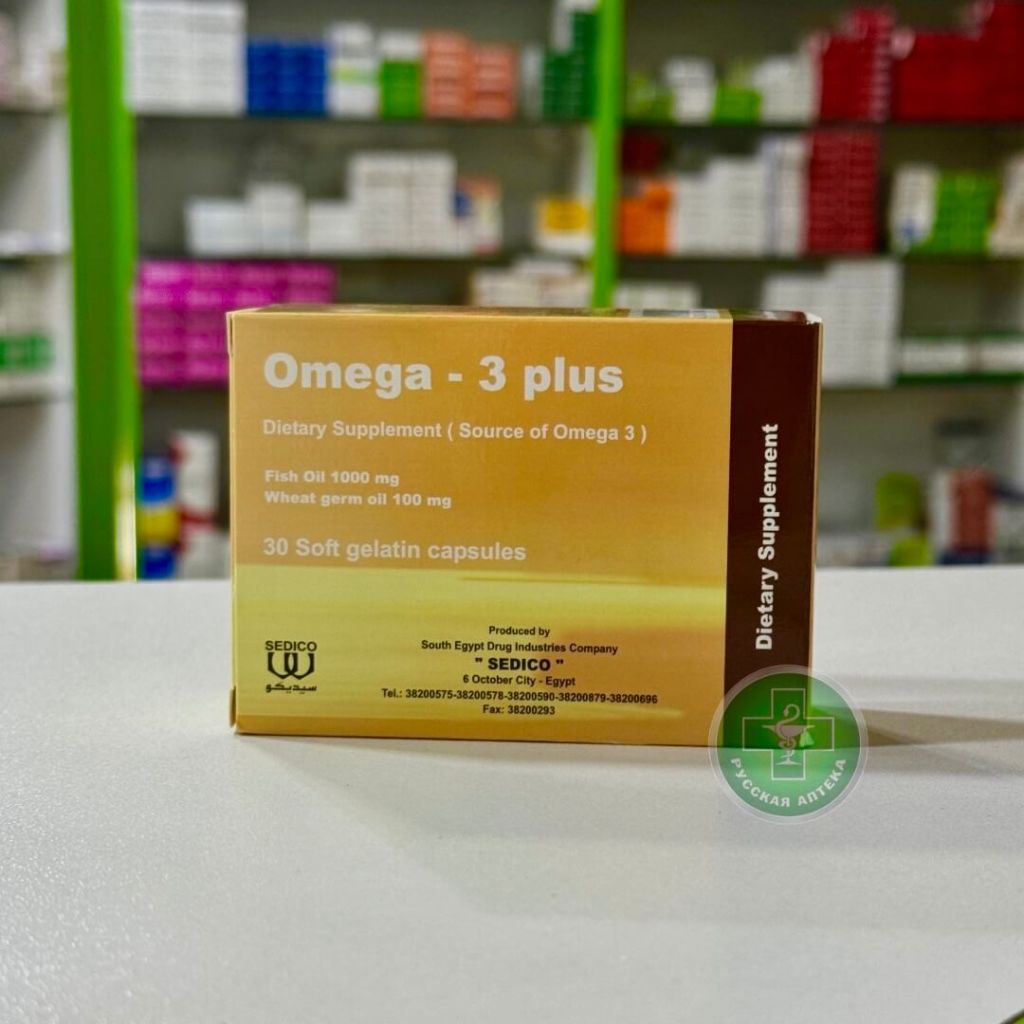 Omega - 3 plus
Dietary Supplement ( Source of Omega 3 )
Fish Oil 1000 mg
Wheat germ oil 100 mg
30 Soft gelatin capsules
Dietary Supplement
SEDICO
سيديكو
Produced by
South Egypt Drug Industries Company
" SEDICO "
6 October City - Egypt
Tel.: 38200575-38200578-38200590-38200879-38200696
Fax: 38200293
РУССКАЯ АПТЕКА